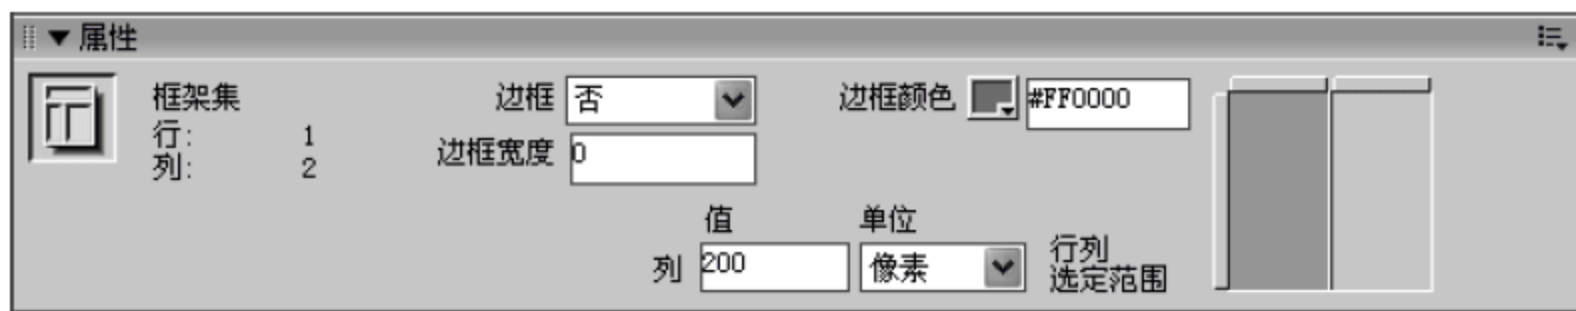 属性
框架集
行: 1
列: 2
边框 否
边框宽度 0
边框颜色 #FF0000
值 单位
列 200 像素
行列
选定范围